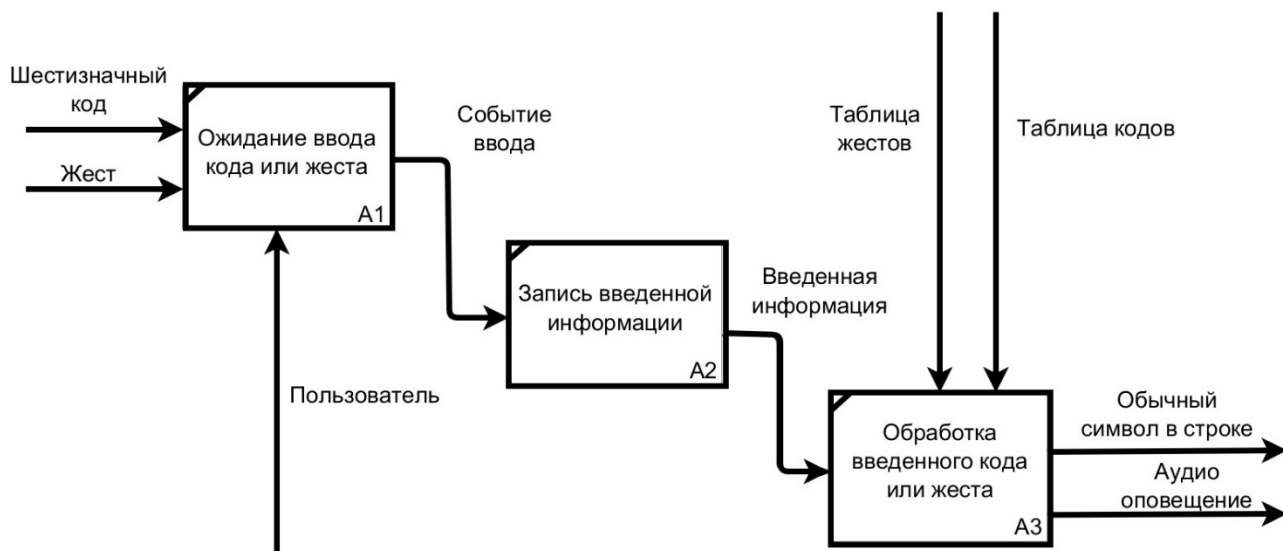 Шестизначный
код
Жест
Ожидание ввода
кода или жеста
A1
Событие
ввода
Пользователь
Запись введенной
информации
A2
Введенная
информация
Таблица
жестов
Таблица кодов
Обработка
введенного кода
или жеста
A3
Обычный
символ в строке
Аудио
оповещение